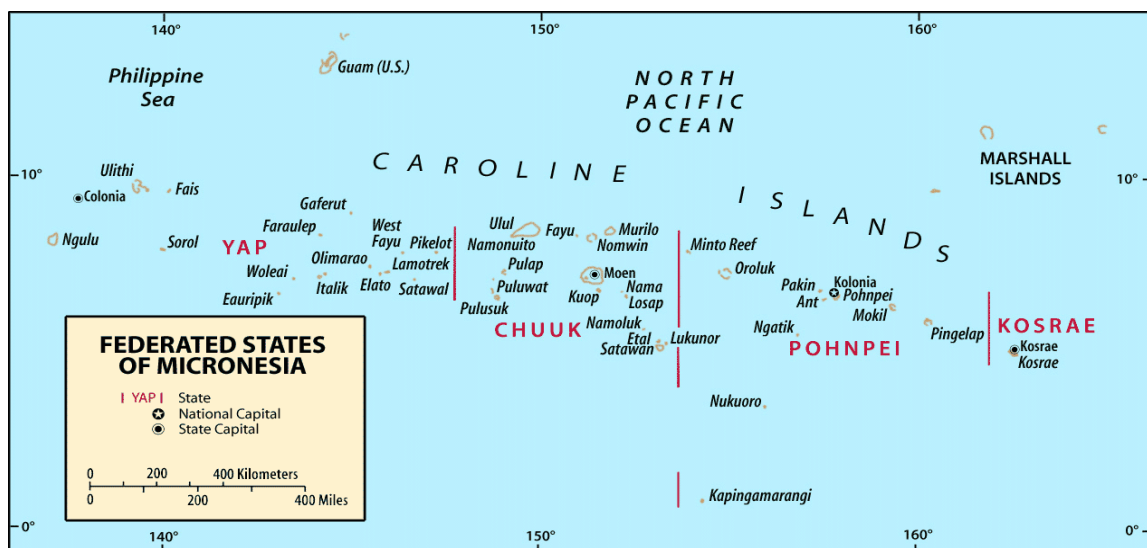 140°
150°
160°
Philippine
Sea
Guam (U.S.)
NORTH
PACIFIC
OCEAN
MARSHALL
ISLANDS
CAROLINE
ISLANDS
10°
10°
Ulithi
Colonia
Fais
Ngulu
Sorol
YAP
Gaferut
Faraulep
West
Fayu
Pikelot
Olimarao
Lamotrek
Woleai
Italik
Elato
Satawal
Eauripik
Ulul
Namonuito
Fayu
Murilo
Nomwin
Pulap
Puluwat
Pulusuk
Moen
Kuop
Nama
Losap
CHUUK
Namoluk
Etal
Satawan
Lukunor
Minto Reef
Oroluk
Pakin
Ant
Kolonia
Pohnpei
Mokil
Ngatik
POHNPEI
Pingelap
KOSRAE
Kosrae
Kosrae
Nukuoro
Kapingamarangi
FEDERATED STATES
OF MICRONESIA
YAP State
National Capital
State Capital
0 200 400 Kilometers
0 200 400 Miles
0°
0°
140°
150°
160°